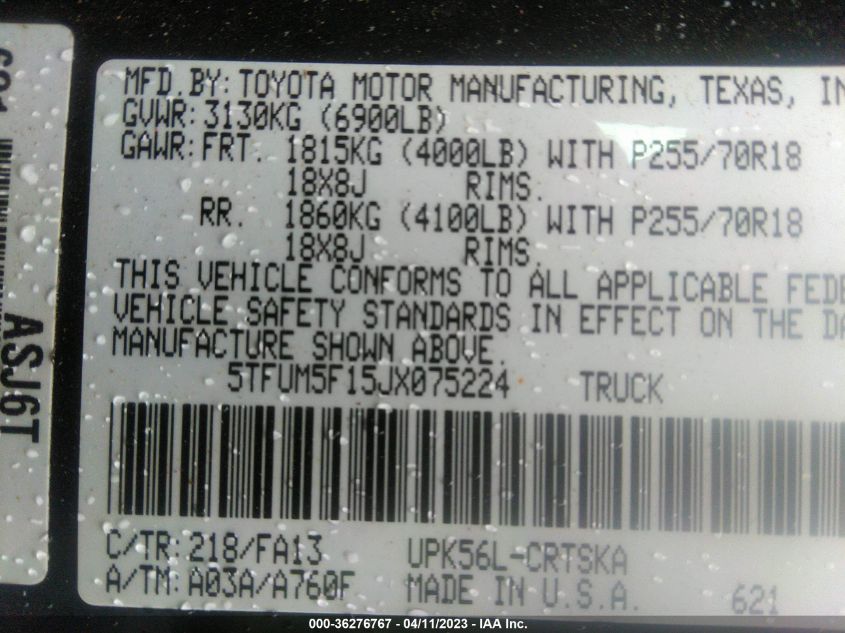 MFD.BY: TOYOTA MOTOR MANUFACTURING, TEXAS, IN
GVWR: 3130KG (6900LB)
GAWR: FRT. 1815KG (4000LB) WITH P255/70R18
18X8J RIMS.
RR. 1860KG (4100LB) WITH P255/70R18
18X8J RIMS.
THIS VEHICLE CONFORMS TO ALL APPLICABLE FEDE
VEHICLE SAFETY STANDARDS IN EFFECT ON THE DA
MANUFACTURE SHOWN ABOVE.
5TFUM5F15JX075224 TRUCK
C/TR: 218/FA13 UPK56L-CRTSKA
A/TM: A03A/A760F MADE IN U.S.A. 621
ASJ6T
000-36276767 - 04/11/2023 - IAA Inc.